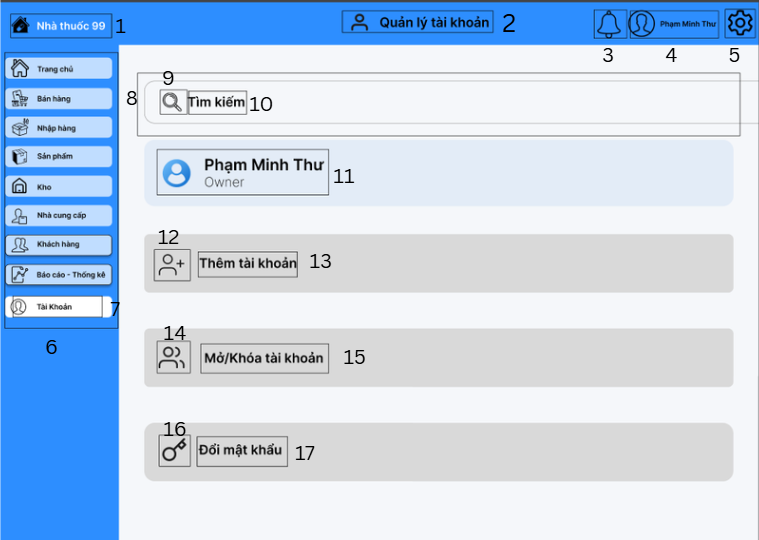 Nhà thuốc 99 1
Quản lý tài khoản 2
3
Phạm Minh Thư
4
5
Trang chủ
Bán hàng
Nhập hàng
Sản phẩm
Kho
Nhà cung cấp
Khách hàng
Báo cáo - Thống kê
Tài Khoản 7
6
8
9
Tìm kiếm 10
Phạm Minh Thư
Owner
11
12
Thêm tài khoản 13
14
Mở/Khóa tài khoản 15
16
Đổi mật khẩu 17